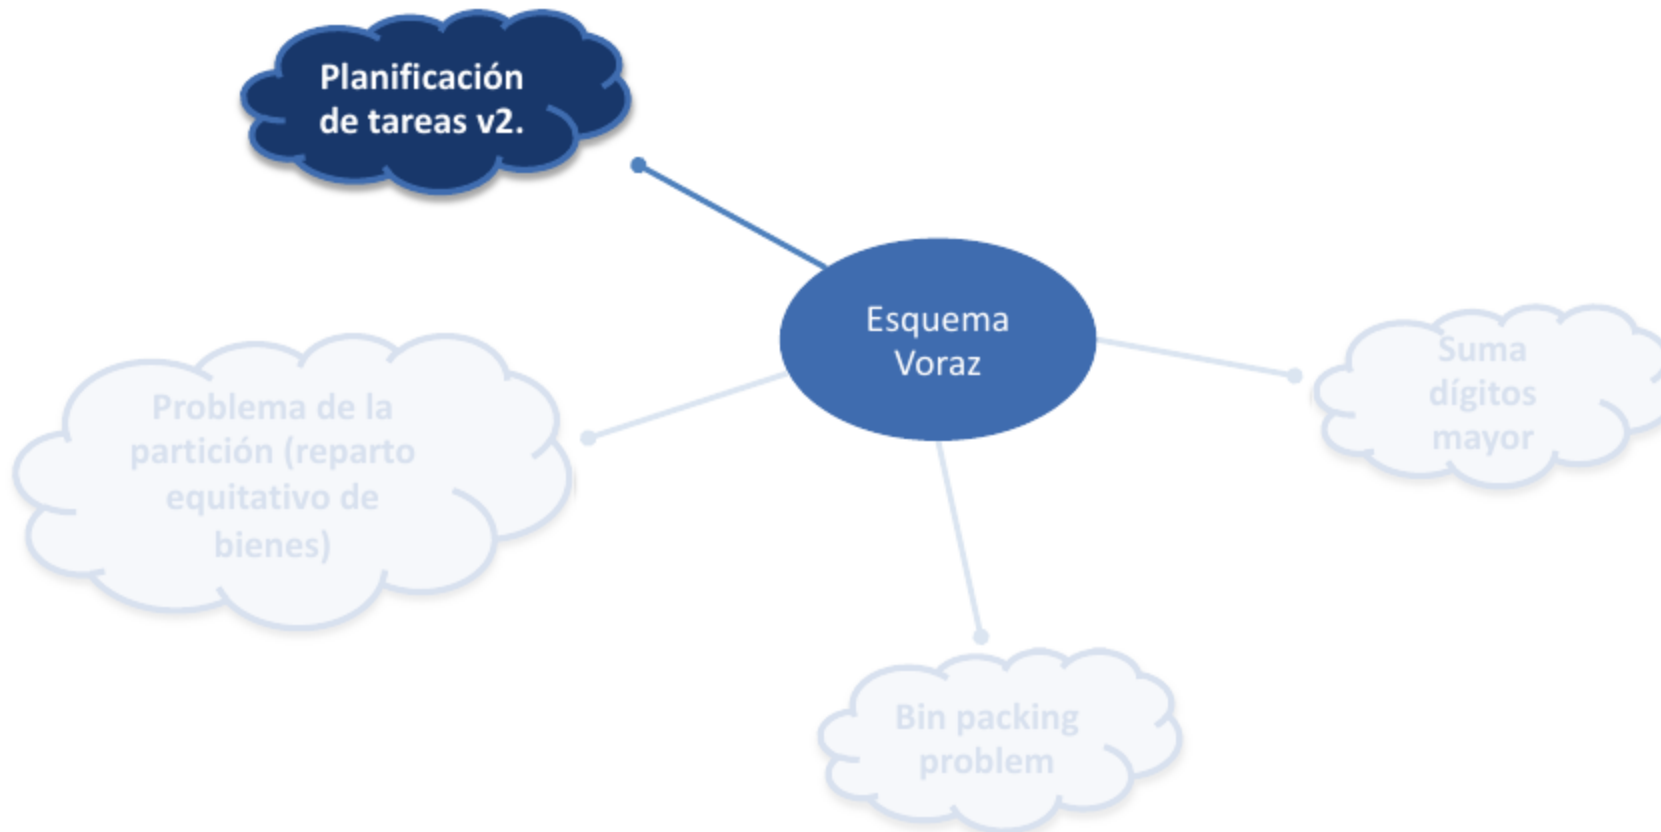 Planificación
de tareas v2.
Esquema
Voraz
Suma
dígitos
mayor
Problema de la
partición (reparto
equitativo de
bienes)
Bin packing
problem